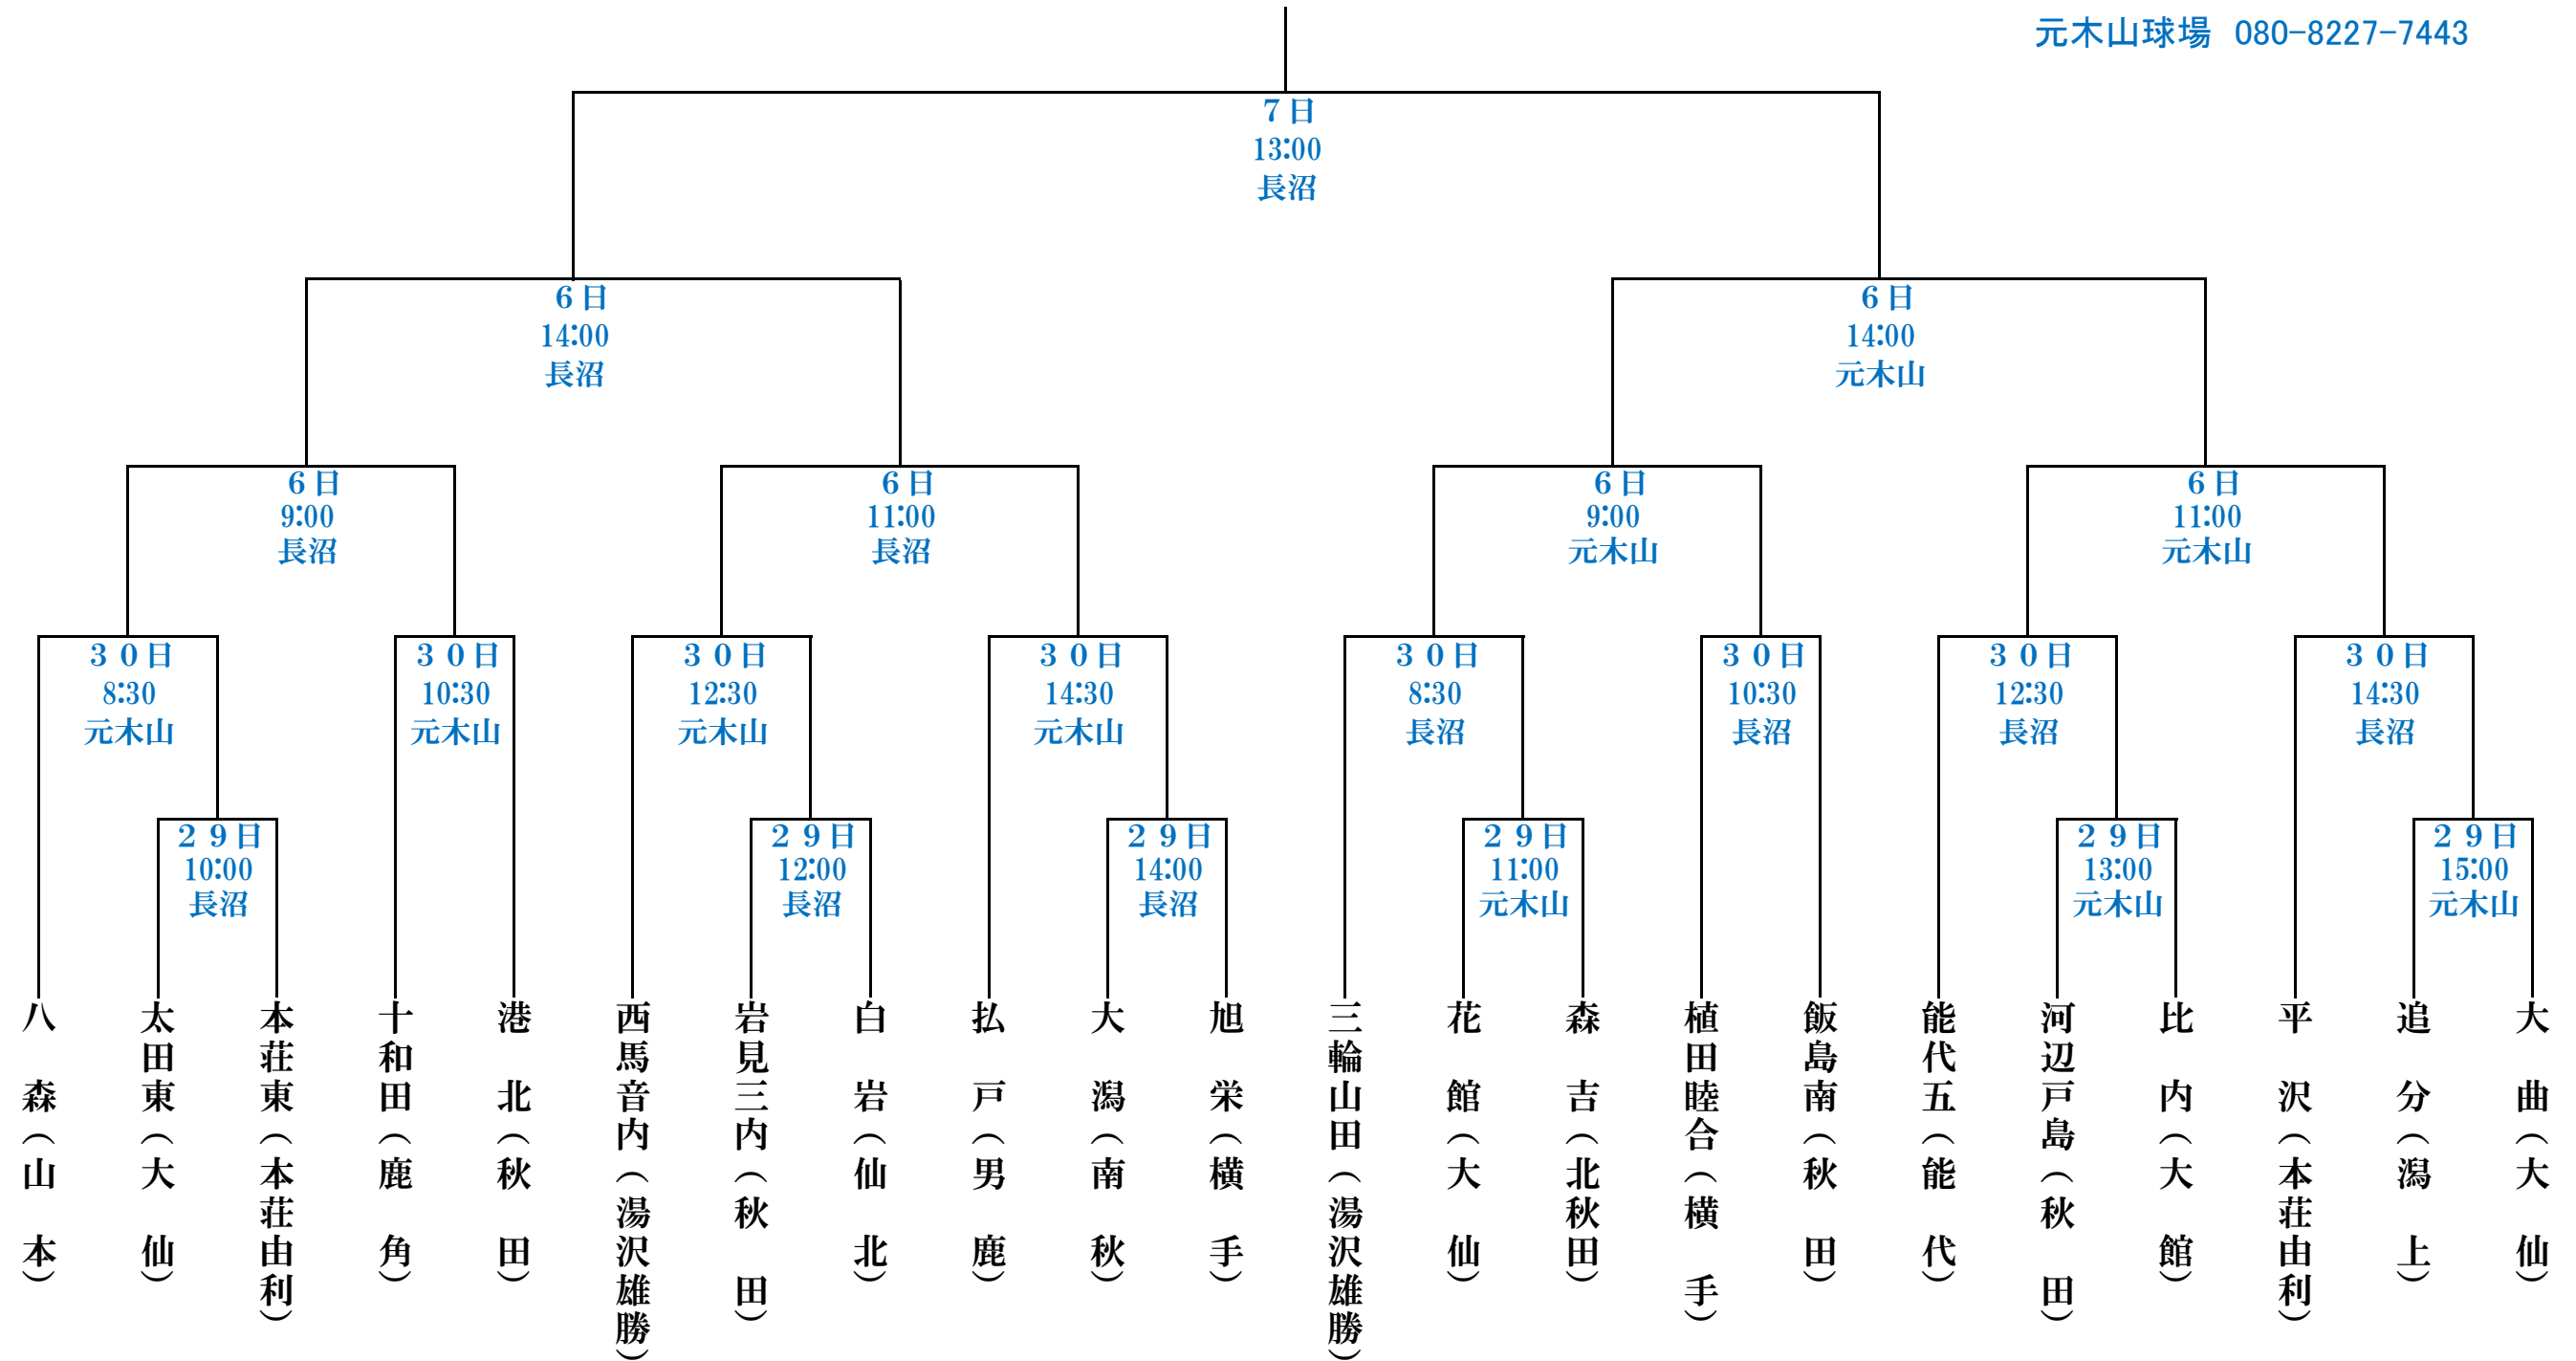 元木山球場 080-8227-7443
７日
13:00
長沼
６日
14:00
長沼
６日
14:00
元木山
６日
9:00
長沼
６日
11:00
長沼
６日
9:00
元木山
６日
11:00
元木山
３０日
8:30
元木山
３０日
10:30
元木山
３０日
12:30
元木山
３０日
14:30
元木山
３０日
8:30
長沼
３０日
10:30
長沼
３０日
12:30
長沼
３０日
14:30
長沼
２９日
10:00
長沼
２９日
12:00
長沼
２９日
14:00
長沼
２９日
11:00
元木山
２９日
13:00
元木山
２９日
15:00
元木山
八　森（山　本）
太田東（大　仙）
本荘東（本荘由利）
十和田（鹿　角）
港　北（秋　田）
西馬音内（湯沢雄勝）
岩見三内（秋　田）
白　岩（仙　北）
払　戸（男　鹿）
大　潟（南　秋）
旭　栄（横　手）
三輪山田（湯沢雄勝）
花　館（大　仙）
森　吉（北秋田）
植田睦合（横　手）
飯島南（秋　田）
能代五（能　代）
河辺戸島（秋　田）
比　内（大　館）
平　沢（本荘由利）
追　分（潟　上）
大　曲（大　仙）